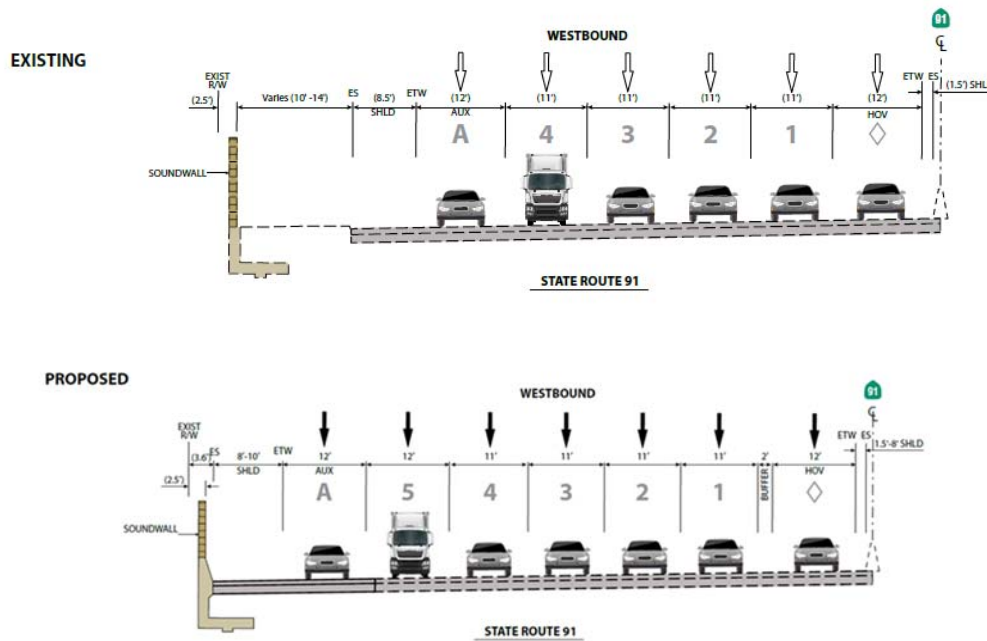 91
WESTBOUND
℄
EXISTING
EXIST
R/W
(2.5')
Varies (10' -14')
ES
(8.5')
SHLD
ETW
(12')
AUX
(11')
(11')
(11')
(11')
(12')
HOV
ETW
ES
(1.5') SHL
A
4
3
2
1
SOUNDWALL
STATE ROUTE 91
PROPOSED
91
WESTBOUND
℄
EXIST
R/W
(3.6')
ES
8'-10'
SHLD
ETW
12'
AUX
12'
11'
11'
11'
11'
2'
BUFFER
12'
HOV
ETW
ES
1.5'-8' SHLD
(2.5')
A
5
4
3
2
1
SOUNDWALL
STATE ROUTE 91